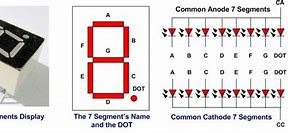 Common Anode 7 Segments
CA
A
F
B
G
E
C
D
DOT
A B C D E F G DOT
A B C D E F G DOT
ments Display
The 7 Segment's Name
and the DOT
Common Cathode 7 Segments
CC